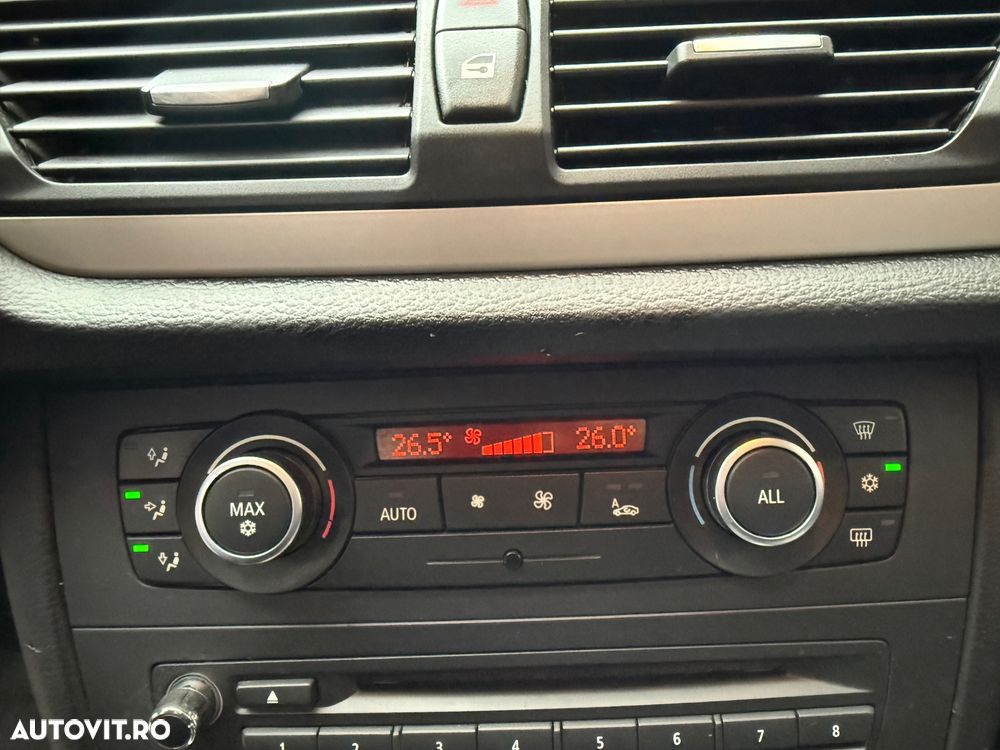 26.5° 26.0°
MAX AUTO A ALL
1 2 3 4 5 6 7 8
AUTOVIT.RO